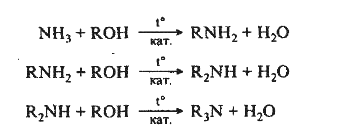 NH₃ + ROH t° кат. RNH₂ + H₂O
RNH₂ + ROH t° кат. R₂NH + H₂O
R₂NH + ROH t° кат. R₃N + H₂O